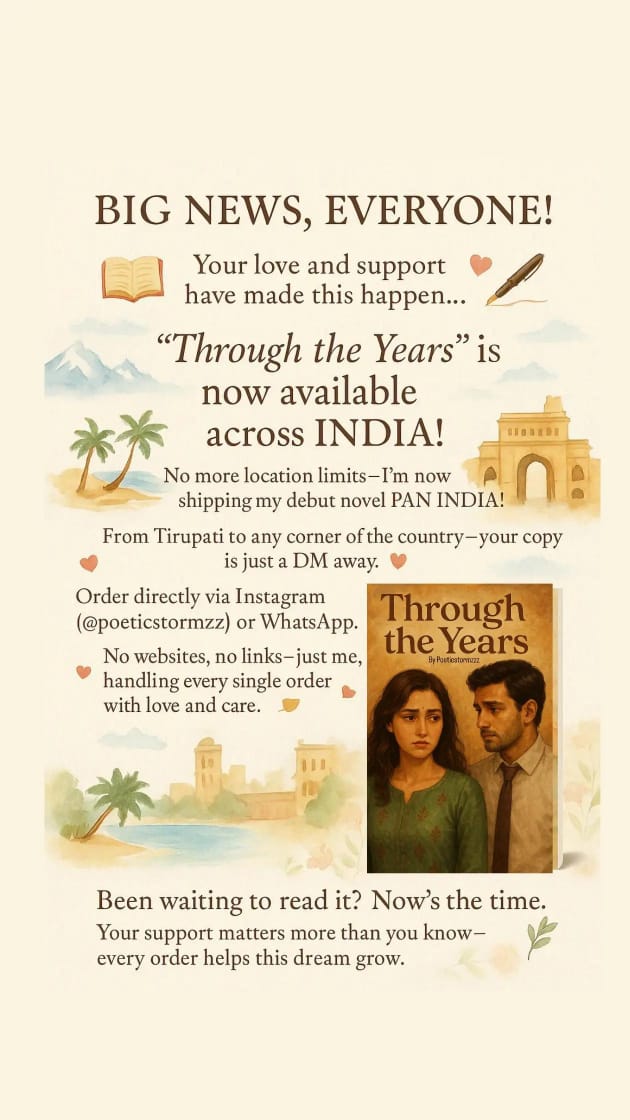 BIG NEWS, EVERYONE!
Your love and support
have made this happen...
“Through the Years” is
now available
across INDIA!
No more location limits–I’m now
shipping my debut novel PAN INDIA!
From Tirupati to any corner of the country–your copy
is just a DM away.
Order directly via Instagram
(@poeticstormzz) or WhatsApp.
No websites, no links–just me,
handling every single order
with love and care.
Through
the Years
By Poeticstormzzz
Been waiting to read it? Now’s the time.
Your support matters more than you know–
every order helps this dream grow.